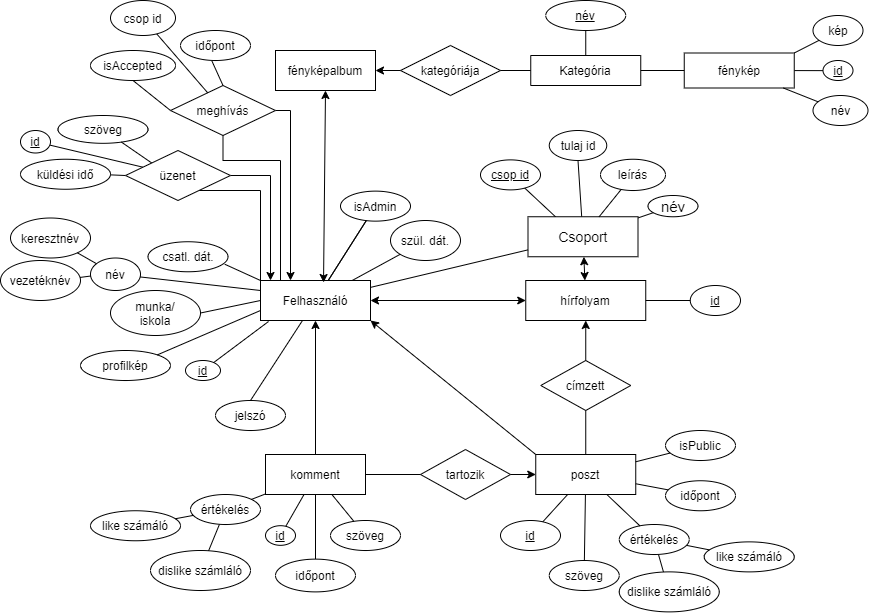 csop id
név
kép
időpont
isAccepted
fényképalbum
kategóriája
Kategória
fénykép
id
meghívás
név
szöveg
id
tulaj id
küldési idő
üzenet
csop id
leírás
isAdmin
név
keresztnév
szül. dát.
Csoport
csatl. dát.
vezetéknév
név
Felhasználó
hírfolyam
id
munka/
iskola
profilkép
id
címzett
jelszó
isPublic
komment
tartozik
poszt
időpont
értékelés
like számáló
id
szöveg
id
értékelés
like számáló
dislike számláló
időpont
szöveg
dislike számláló